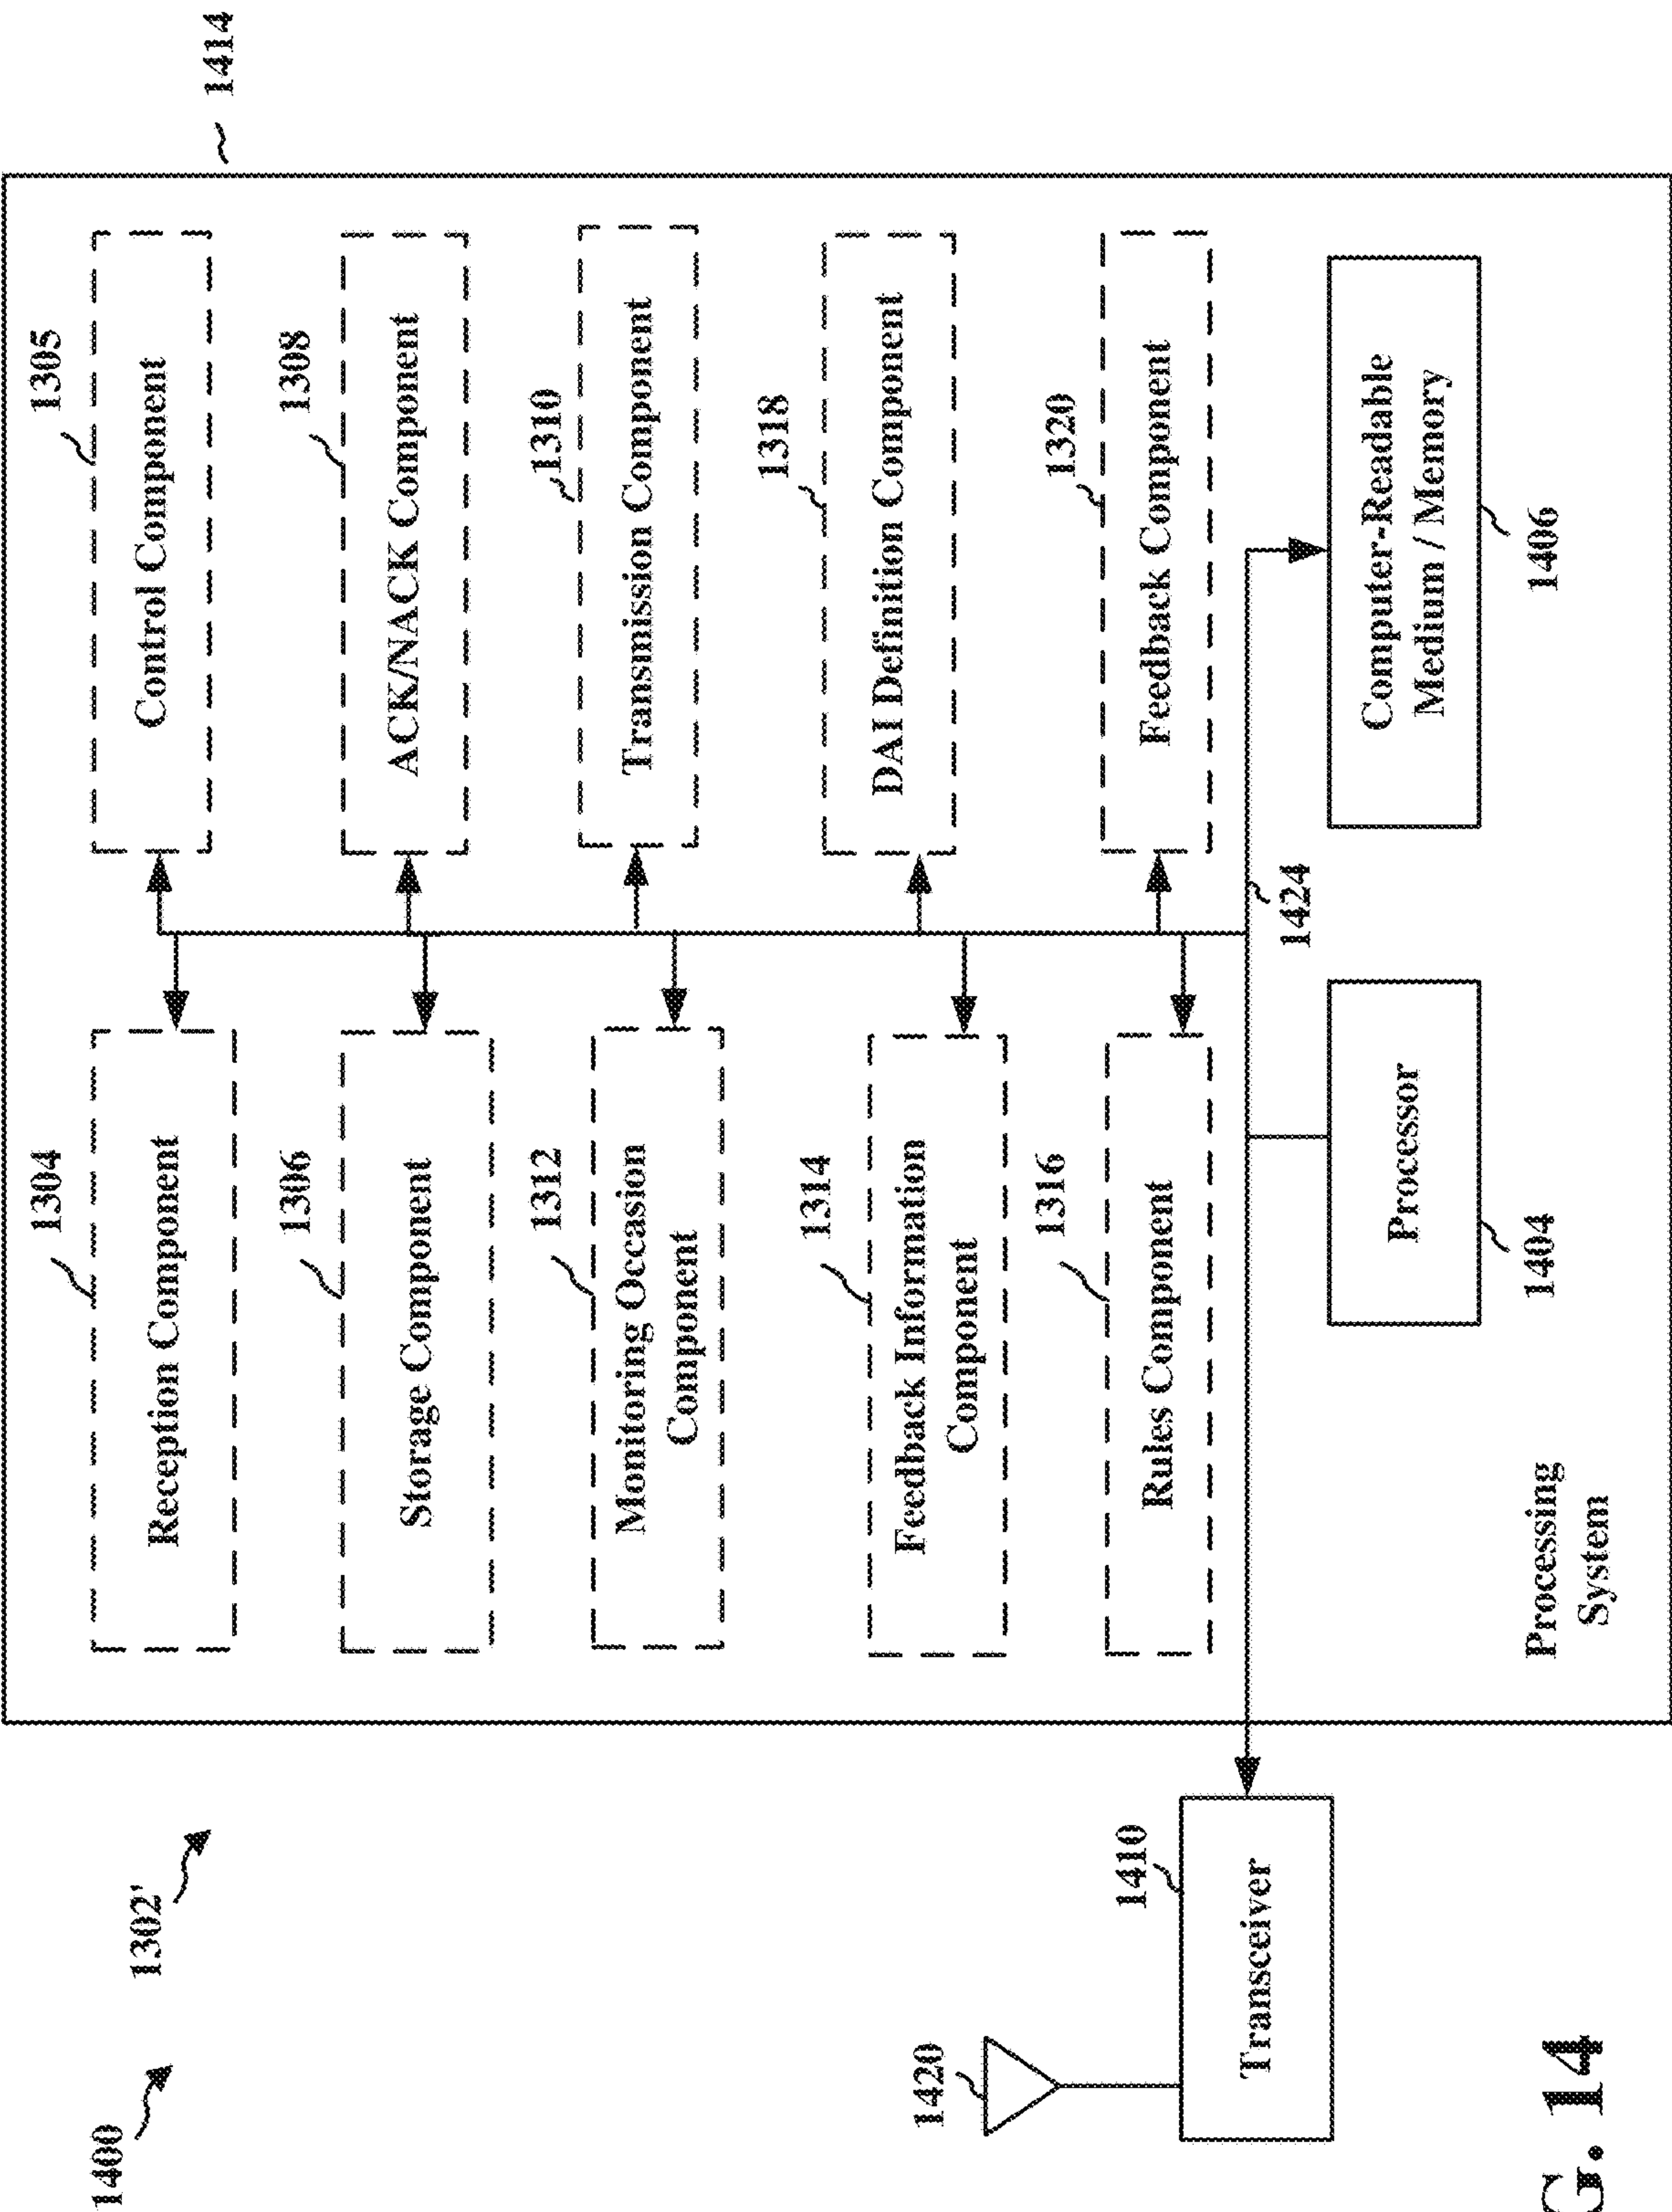 1400
1302'
1414
1304
Reception Component
1305
Control Component
1306
Storage Component
1308
ACK/NACK Component
1312
Monitoring Occasion
Component
1310
Transmission Component
1314
Feedback Information
Component
1318
DAI Definition Component
1316
Rules Component
1320
Feedback Component
1424
1420
1410
Transceiver
Processor
1404
Computer-Readable
Medium / Memory
1406
Processing
System
G. 14